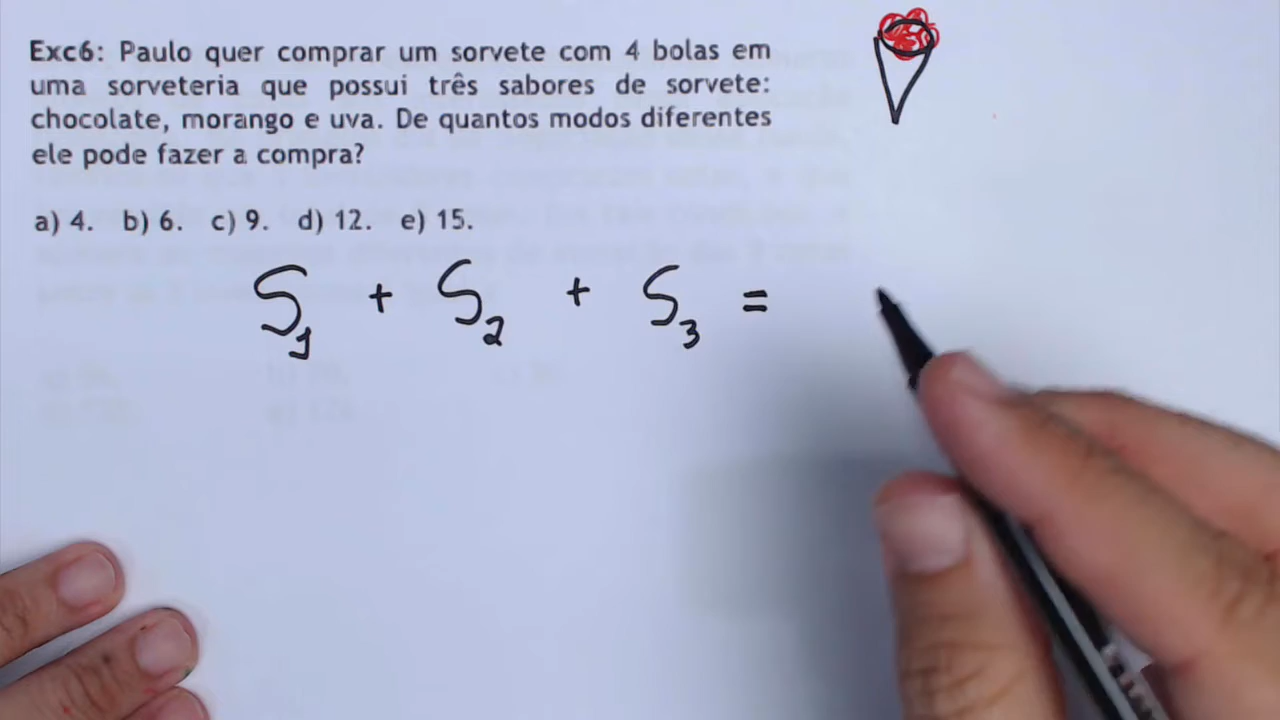 Exc6: Paulo quer comprar um sorvete com 4 bolas em
uma sorveteria que possui três sabores de sorvete:
chocolate, morango e uva. De quantos modos diferentes
ele pode fazer a compra?
a) 4. b) 6. c) 9. d) 12. e) 15.
S₁ + S₂ + S₃ =